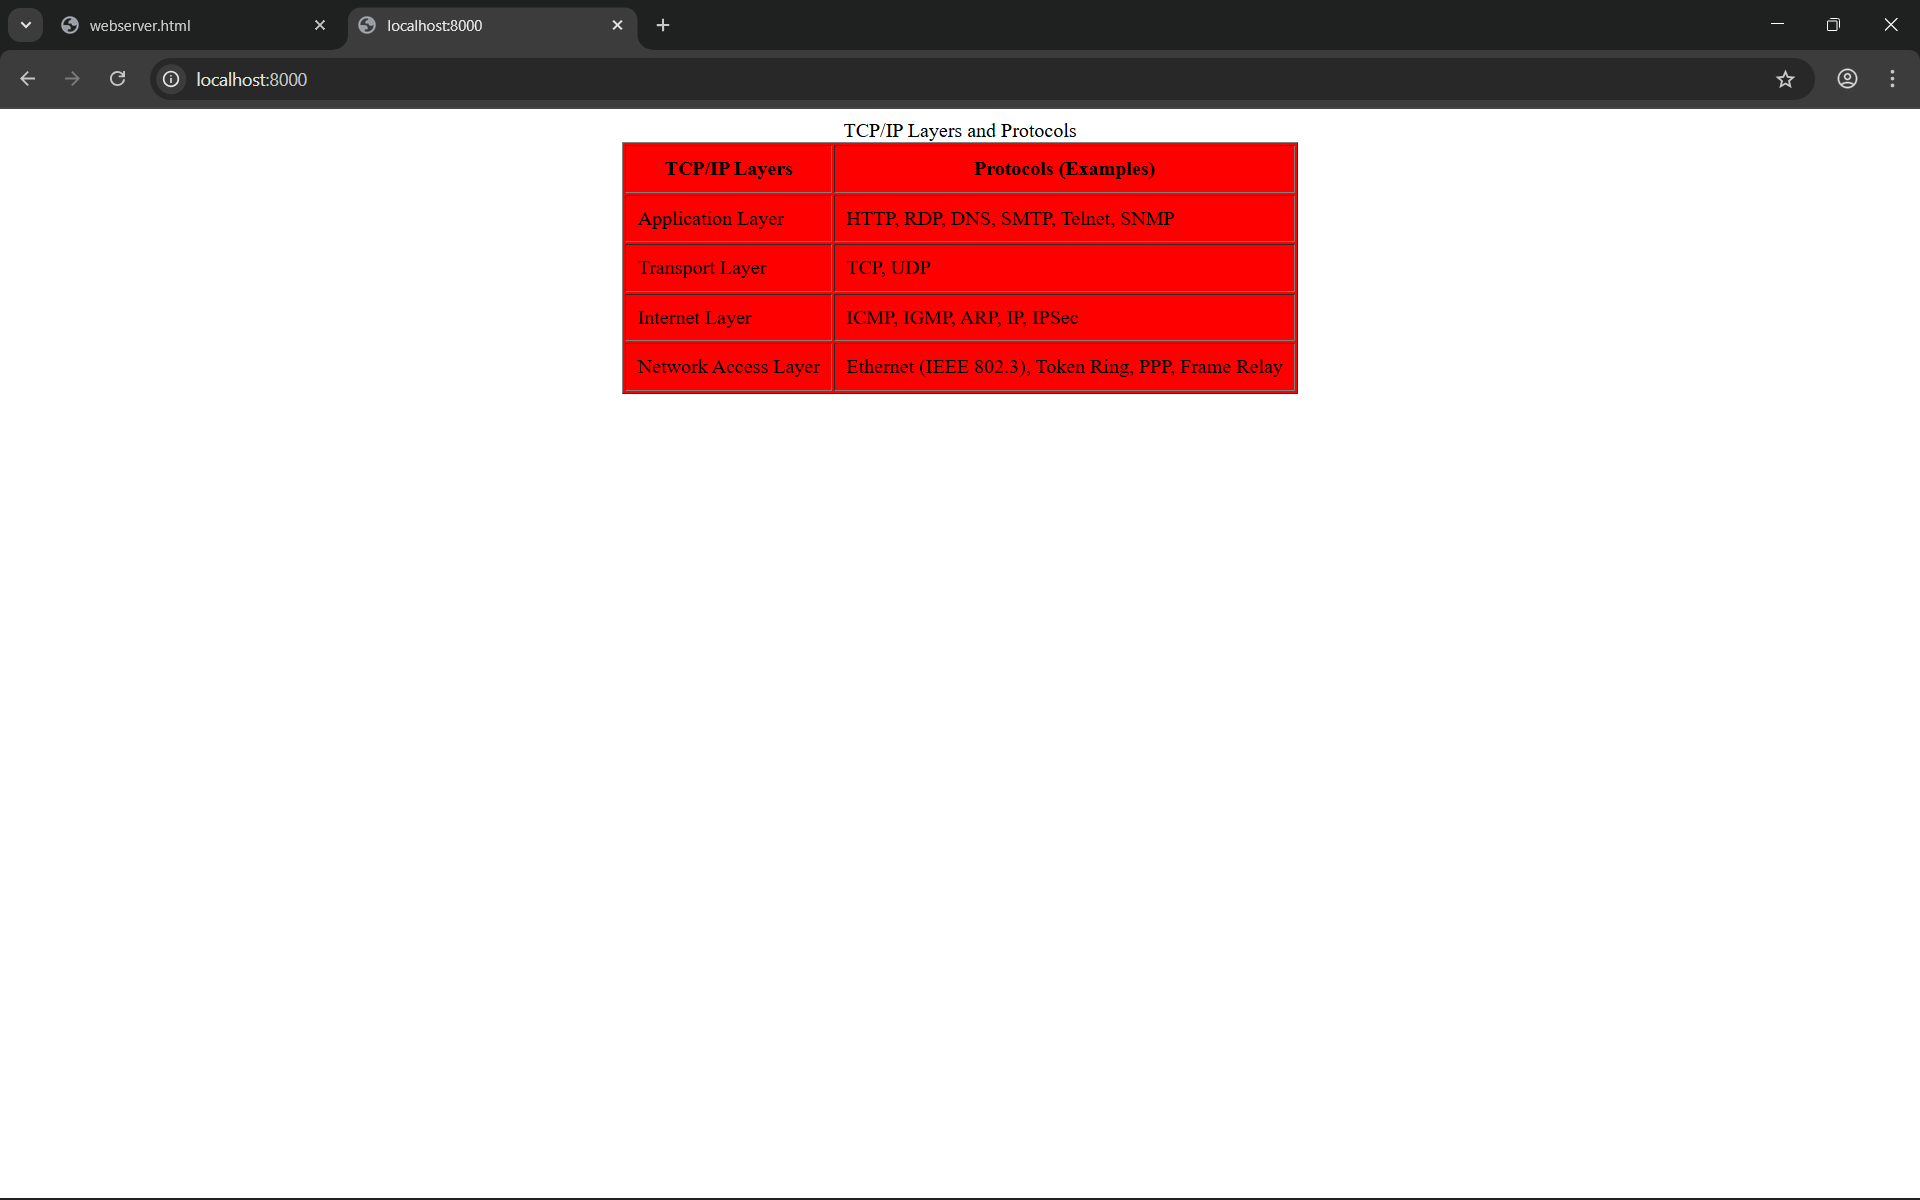 webserver.html
localhost:8000
localhost:8000
TCP/IP Layers and Protocols
TCP/IP Layers Protocols (Examples)
Application Layer HTTP, RDP, DNS, SMTP, Telnet, SNMP
Transport Layer TCP, UDP
Internet Layer ICMP, IGMP, ARP, IP, IPSec
Network Access Layer Ethernet (IEEE 802.3), Token Ring, PPP, Frame Relay